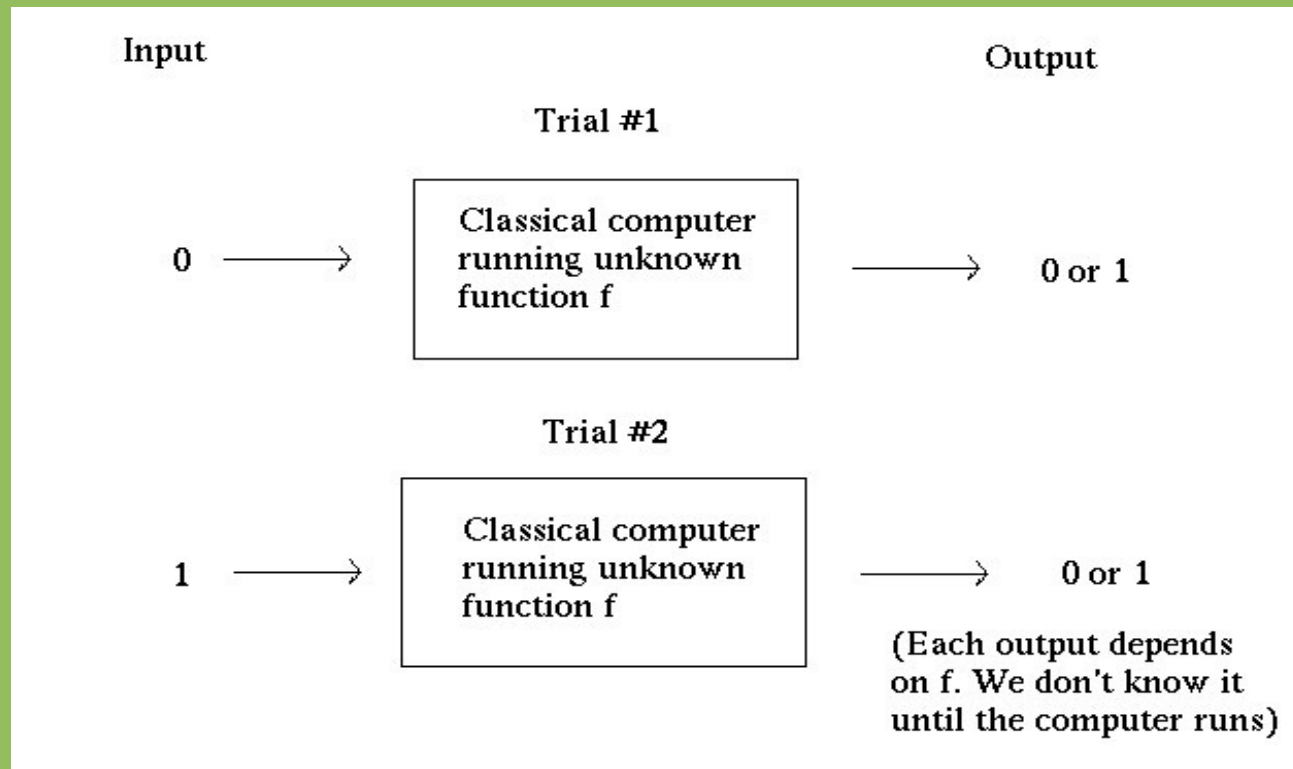 Input
Output
Trial #1
Classical computer
running unknown
function f
0
0 or 1
Trial #2
Classical computer
running unknown
function f
1
0 or 1
(Each output depends
on f. We don't know it
until the computer runs)